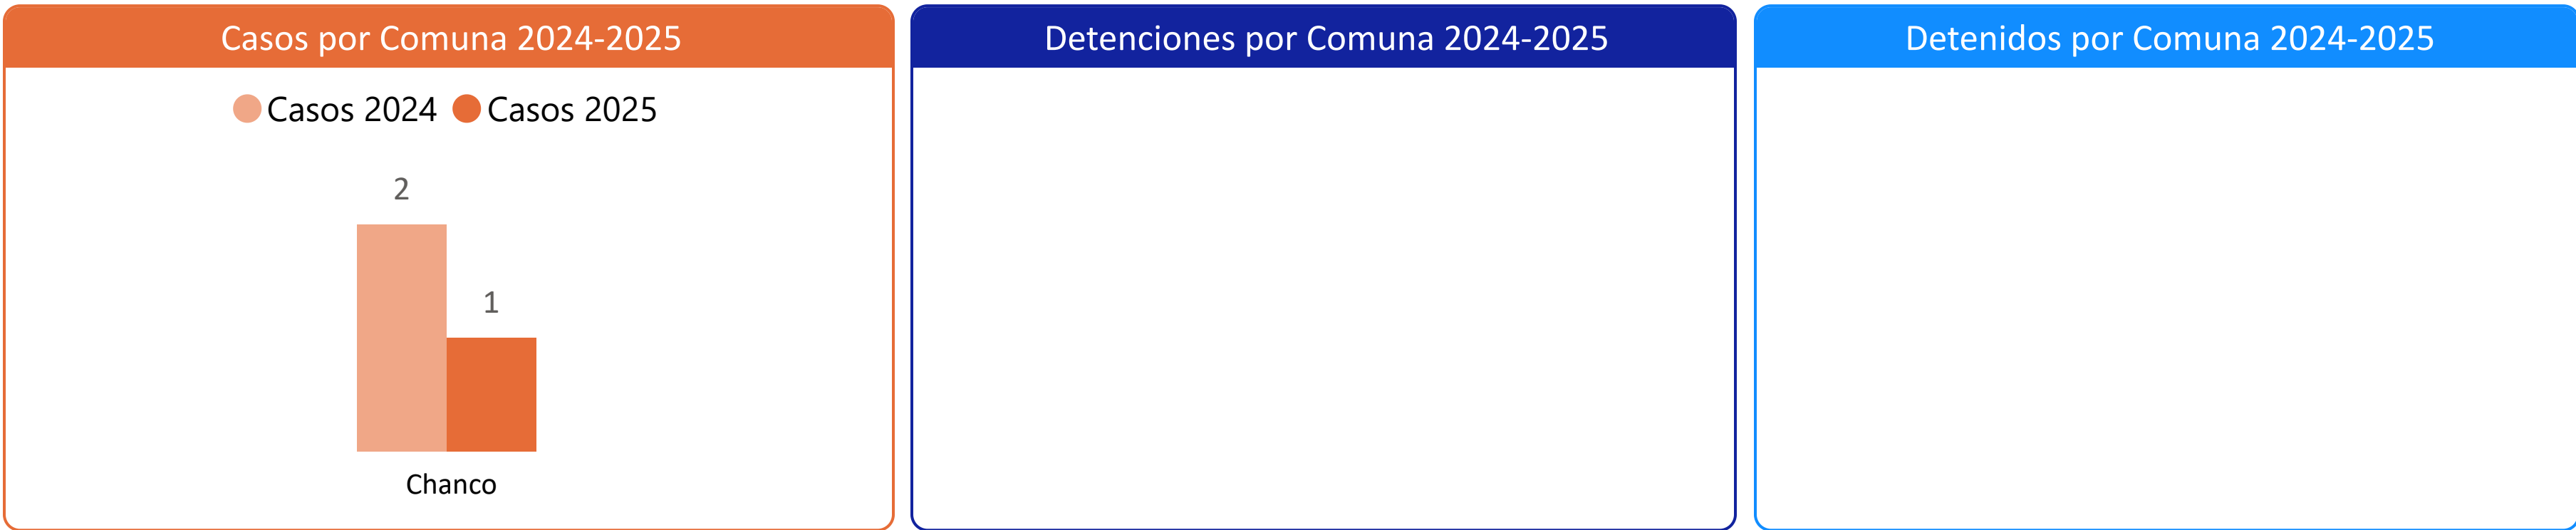 Casos por Comuna 2024-2025
Casos 2024 Casos 2025
2
1
Chanco
Detenciones por Comuna 2024-2025
Detenidos por Comuna 2024-2025